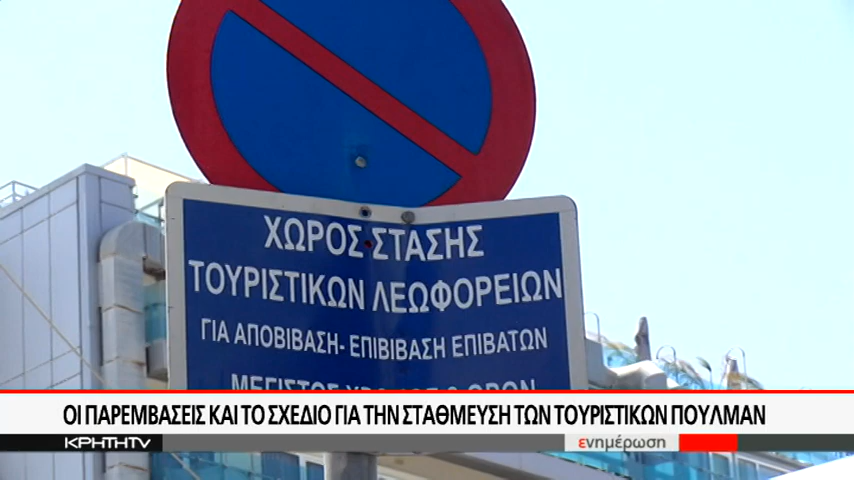 ΧΩΡΟΣ ΣΤΑΣΗΣ
ΤΟΥΡΙΣΤΙΚΩΝ ΛΕΩΦΟΡΕΙΩΝ
ΓΙΑ ΑΠΟΒΙΒΑΣΗ- ΕΠΙΒΙΒΑΣΗ ΕΠΙΒΑΤΩΝ
ΟΙ ΠΑΡΕΜΒΑΣΕΙΣ ΚΑΙ ΤΟ ΣΧΕΔΙΟ ΓΙΑ ΤΗΝ ΣΤΑΘΜΕΥΣΗ ΤΩΝ ΤΟΥΡΙΣΤΙΚΩΝ ΠΟΥΛΜΑΝ
ΚΡΗΤΗTV
ενημέρωση